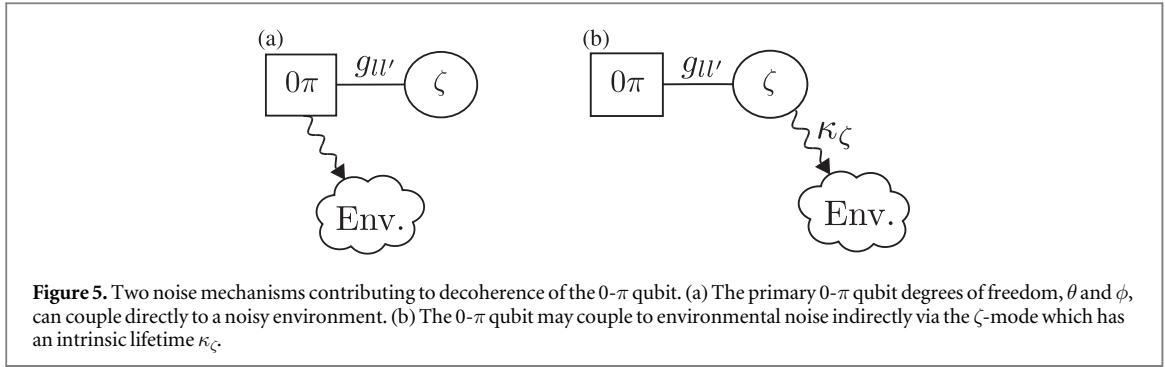 (a)
0π
g_{ll'}
ζ
Env.
(b)
0π
g_{ll'}
ζ
κ_ζ
Env.
Figure 5. Two noise mechanisms contributing to decoherence of the 0-π qubit. (a) The primary 0-π qubit degrees of freedom, θ and ϕ,
can couple directly to a noisy environment. (b) The 0-π qubit may couple to environmental noise indirectly via the ζ-mode which has
an intrinsic lifetime κ_ζ.